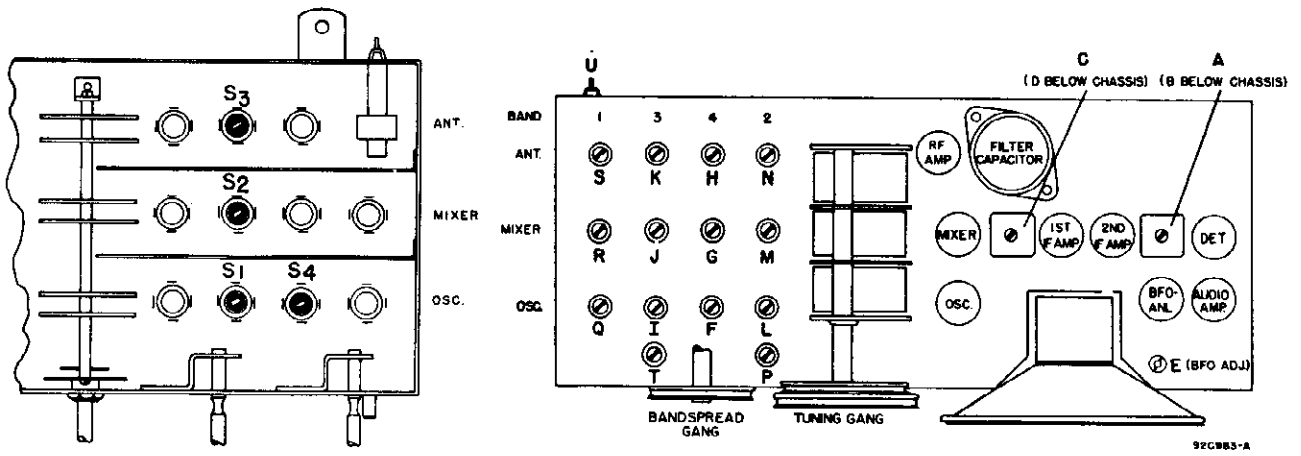 S3
ANT.
S2
MIXER
S1 S4
OSC.
U
C A
(D BELOW CHASSIS) (B BELOW CHASSIS)
BAND 1 3 4 2
ANT.
S K H N
MIXER
R J G M
OSC.
Q I F L
T P
RF AMP
FILTER CAPACITOR
MIXER
1ST IF AMP
2ND IF AMP
DET
OSC.
BFO-ANL
AUDIO AMP.
E (BFO ADJ)
BANDSPREAD GANG
TUNING GANG
92C983-A